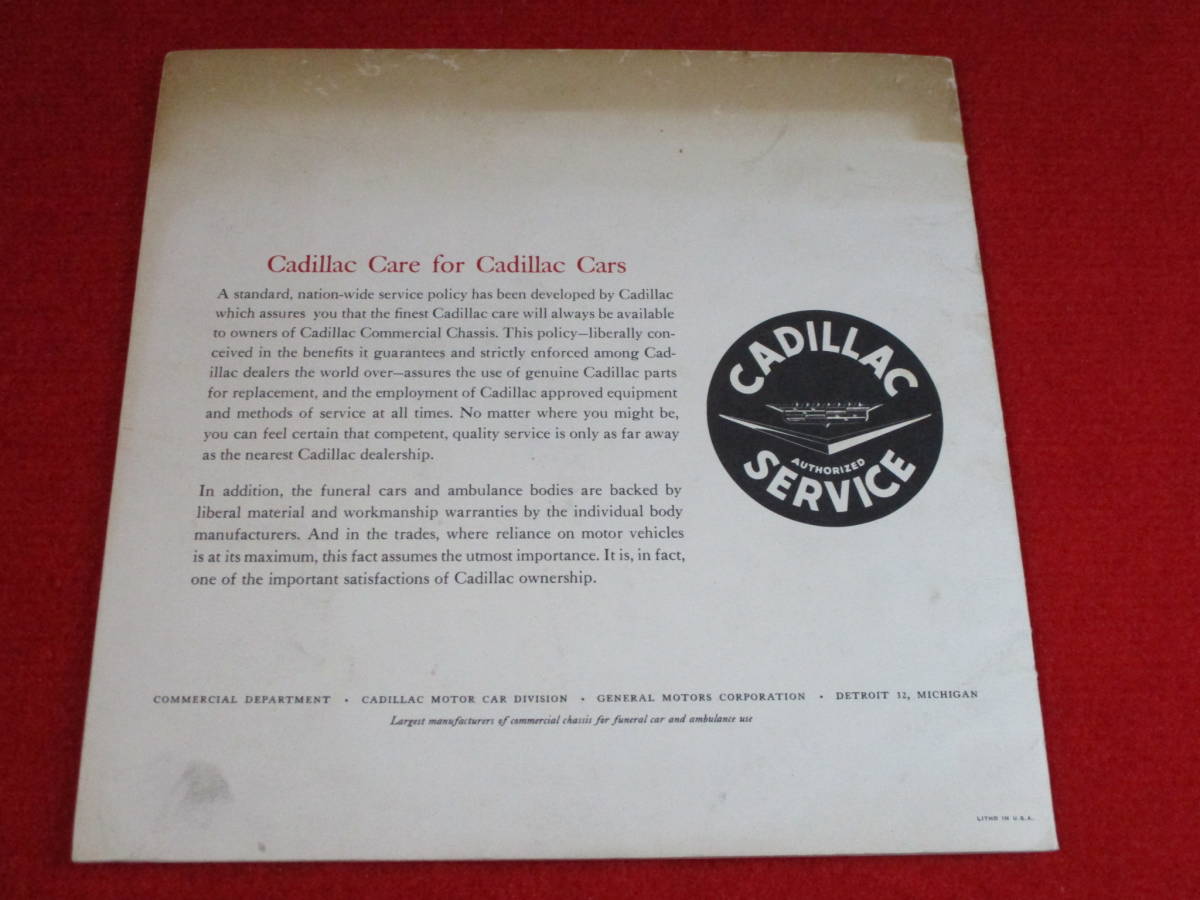 Cadillac Care for Cadillac Cars
A standard, nation-wide service policy has been developed by Cadillac
which assures you that the finest Cadillac care will always be available
to owners of Cadillac Commercial Chassis. This policy—liberally con-
ceived in the benefits it guarantees and strictly enforced among Cad-
illac dealers the world over—assures the use of genuine Cadillac parts
for replacement, and the employment of Cadillac approved equipment
and methods of service at all times. No matter where you might be,
you can feel certain that competent, quality service is only as far away
as the nearest Cadillac dealership.
In addition, the funeral cars and ambulance bodies are backed by
liberal material and workmanship warranties by the individual body
manufacturers. And in the trades, where reliance on motor vehicles
is at its maximum, this fact assumes the utmost importance. It is, in fact,
one of the important satisfactions of Cadillac ownership.
CADILLAC
AUTHORIZED
SERVICE
COMMERCIAL DEPARTMENT • CADILLAC MOTOR CAR DIVISION • GENERAL MOTORS CORPORATION • DETROIT 32, MICHIGAN
Largest manufacturers of commercial chassis for funeral car and ambulance use
LITHO IN U.S.A.